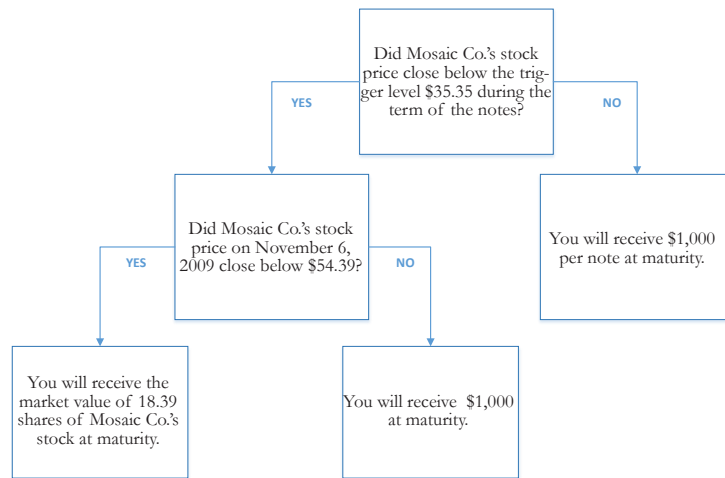 Did Mosaic Co.'s stock
price close below the trig-
ger level $35.35 during the
term of the notes?
YES
NO
Did Mosaic Co.'s stock
price on November 6,
2009 close below $54.39?
You will receive $1,000
per note at maturity.
YES
NO
You will receive the
market value of 18.39
shares of Mosaic Co.'s
stock at maturity.
You will receive $1,000
at maturity.